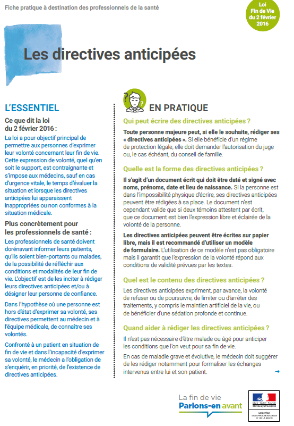 Fiche pratique à destination des professionnels de la santé
Loi
Fin de Vie
du 2 février
2016
Les directives anticipées
L'ESSENTIEL
Ce que dit la loi
du 2 février 2016 :
La loi a pour objectif principal de
permettre aux personnes d'exprimer
leur volonté concernant leur fin de vie.
Cette expression de volonté, quel qu'en
soit le support, est contraignante et
s'impose aux médecins, sauf en cas
d'urgence vitale, le temps d'évaluer la
situation et lorsque les directives
anticipées lui apparaissent
inappropriées ou non conformes à la
situation médicale.
Plus concrètement pour
les professionnels de santé :
Les professionnels de santé doivent
dorénavant informer leurs patients,
qu'ils soient bien-portants ou malades,
de la possibilité de réfléchir aux
conditions et modalités de leur fin de
vie. L'objectif est de les inciter à rédiger
leurs directives anticipées et/ou à
désigner leur personne de confiance.
Dans l'hypothèse où une personne est
hors d'état d'exprimer sa volonté, ses
directives permettent au médecin et à
l'équipe médicale, de connaître ses
volontés.
Confronté à un patient en situation de
fin de vie et dans l'incapacité d'exprimer
sa volonté, le médecin a l'obligation de
s'enquérir, en priorité, de l'existence de
directives anticipées.
EN PRATIQUE
Qui peut écrire des directives anticipées ?
Toute personne majeure peut, si elle le souhaite, rédiger ses
« directives anticipées ». Si elle bénéficie d'un régime
de protection légale, elle doit demander l'autorisation du juge
ou, le cas échéant, du conseil de famille.
Quelle est la forme des directives anticipées ?
Il s'agit d'un document écrit qui doit être daté et signé avec
noms, prénoms, date et lieu de naissance. Si la personne est
dans l'impossibilité physique d'écrire, ses directives anticipées
peuvent être rédigées à sa place. Le document n'est
cependant valide que si deux témoins attestent par écrit,
que ce document est bien l'expression libre et éclairée de la
volonté de la personne.
Les directives anticipées peuvent être écrites sur papier
libre, mais il est recommandé d'utiliser un modèle de
formulaire. L'utilisation de ce modèle n'est pas obligatoire
mais il garantit que l'expression de la volonté répond aux
conditions de validité prévues par les textes.
Quel est le contenu des directives anticipées ?
Les directives anticipées expriment, par avance, la volonté
de refuser ou de poursuivre, de limiter ou d'arrêter des
traitements, y compris le maintien artificiel de la vie, ou
de bénéficier d'une sédation profonde et continue.
Quand aider à rédiger les directives anticipées ?
Il n'est pas nécessaire d'être malade ou âgé pour anticiper
les conditions que l'on veut pour sa fin de vie.
En cas de maladie grave et évolutive, le médecin doit suggérer
de les rédiger notamment pour formaliser les échanges
intervenus entre lui et son patient.
La fin de vie
Parlons-en avant